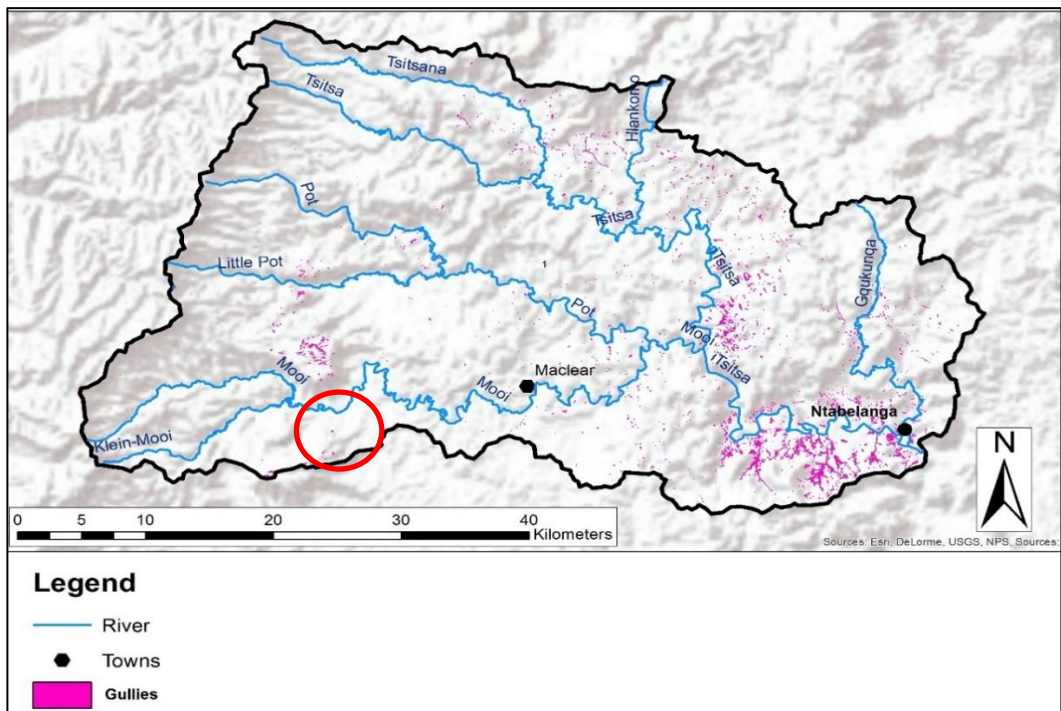 Tsitsana
Tsitsa
Hlankomo
Pot
Tsitsa
Little Pot
Tsitsa
Gqukunqa
Pot
Mooi
Mooi
iTsitsa
Maclear
Mooi
Ntabelanga
Klein-Mooi
N
0 5 10 20 30 40
Kilometers
Sources: Esri, DeLorme, USGS, NPS, Sources:
1
Legend
River
Towns
Gullies